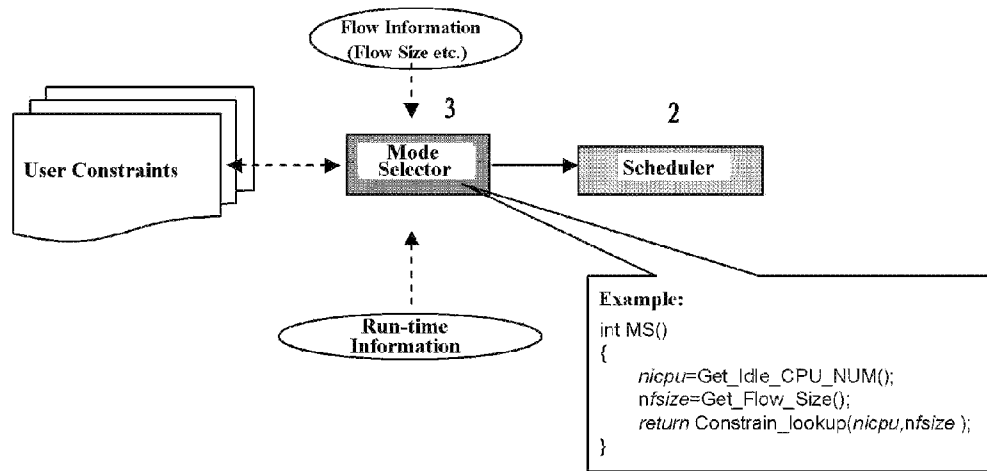 Flow Information
(Flow Size etc.)
3
2
User Constraints
Mode
Selector
Scheduler
Run-time
Information
Example:
int MS()
{
nicpu=Get_Idle_CPU_NUM();
nfsize=Get_Flow_Size();
return Constrain_lookup(nicpu,nfsize );
}